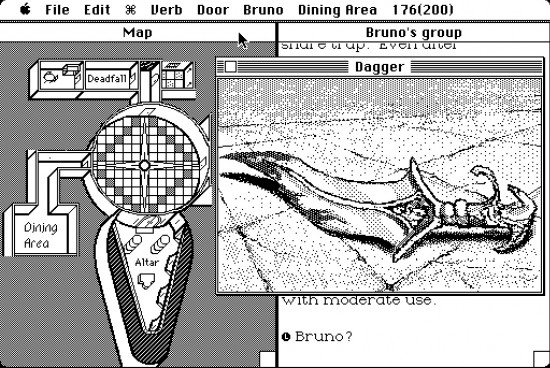 File Edit ⌘ Verb Door Bruno Dining Area 176(200)
Map
Bruno's group
share trap. Even after
Dagger
Deadfall
Dining
Area
Altar
with moderate use.
Bruno?